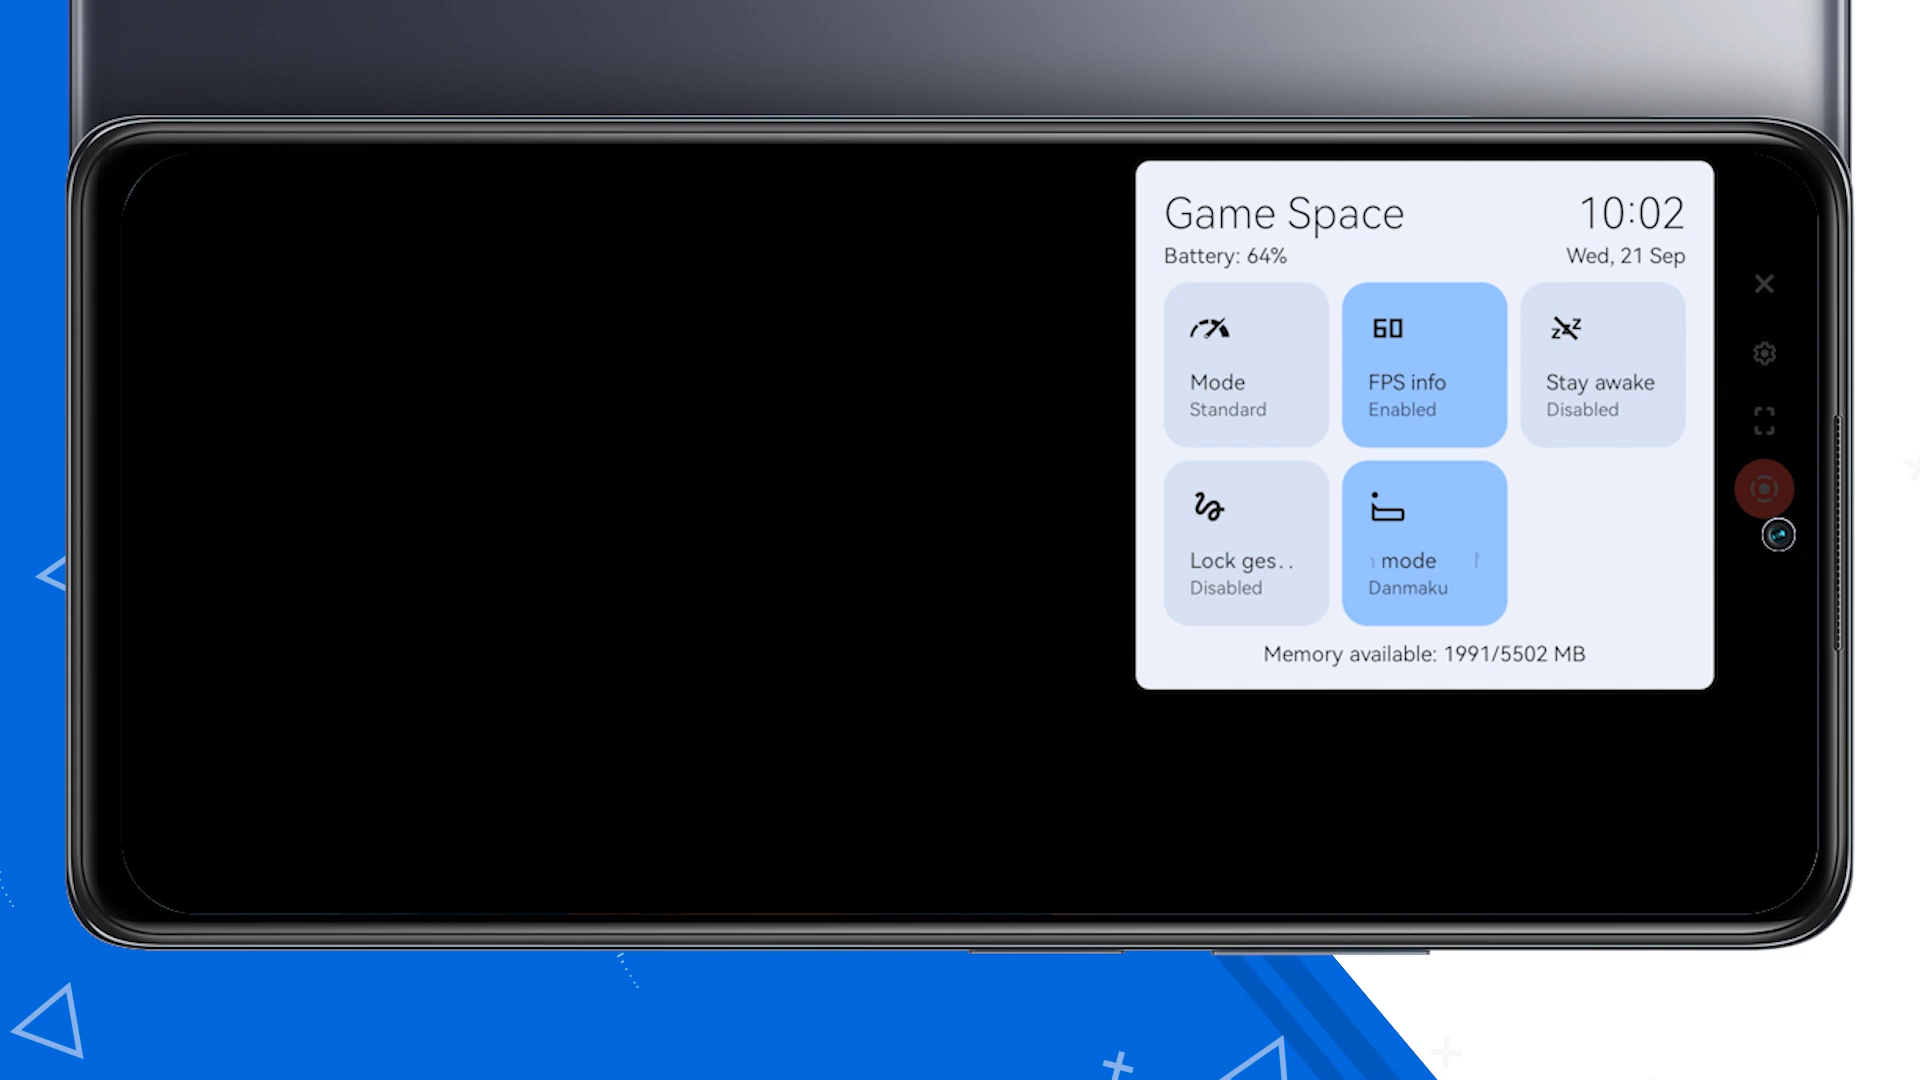 Game Space
10:02
Battery: 64%
Wed, 21 Sep
60
Mode
Standard
FPS info
Enabled
Stay awake
Disabled
Lock ges..
Disabled
mode
Danmaku
Memory available: 1991/5502 MB